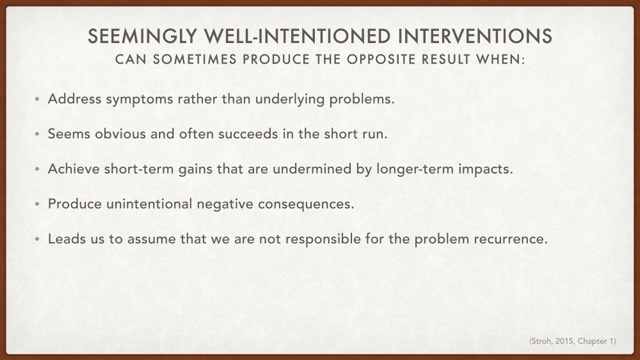 SEEMINGLY WELL-INTENTIONED INTERVENTIONS
CAN SOMETIMES PRODUCE THE OPPOSITE RESULT WHEN:
• Address symptoms rather than underlying problems.
• Seems obvious and often succeeds in the short run.
• Achieve short-term gains that are undermined by longer-term impacts.
• Produce unintentional negative consequences.
• Leads us to assume that we are not responsible for the problem recurrence.
(Stroh, 2015, Chapter 1)